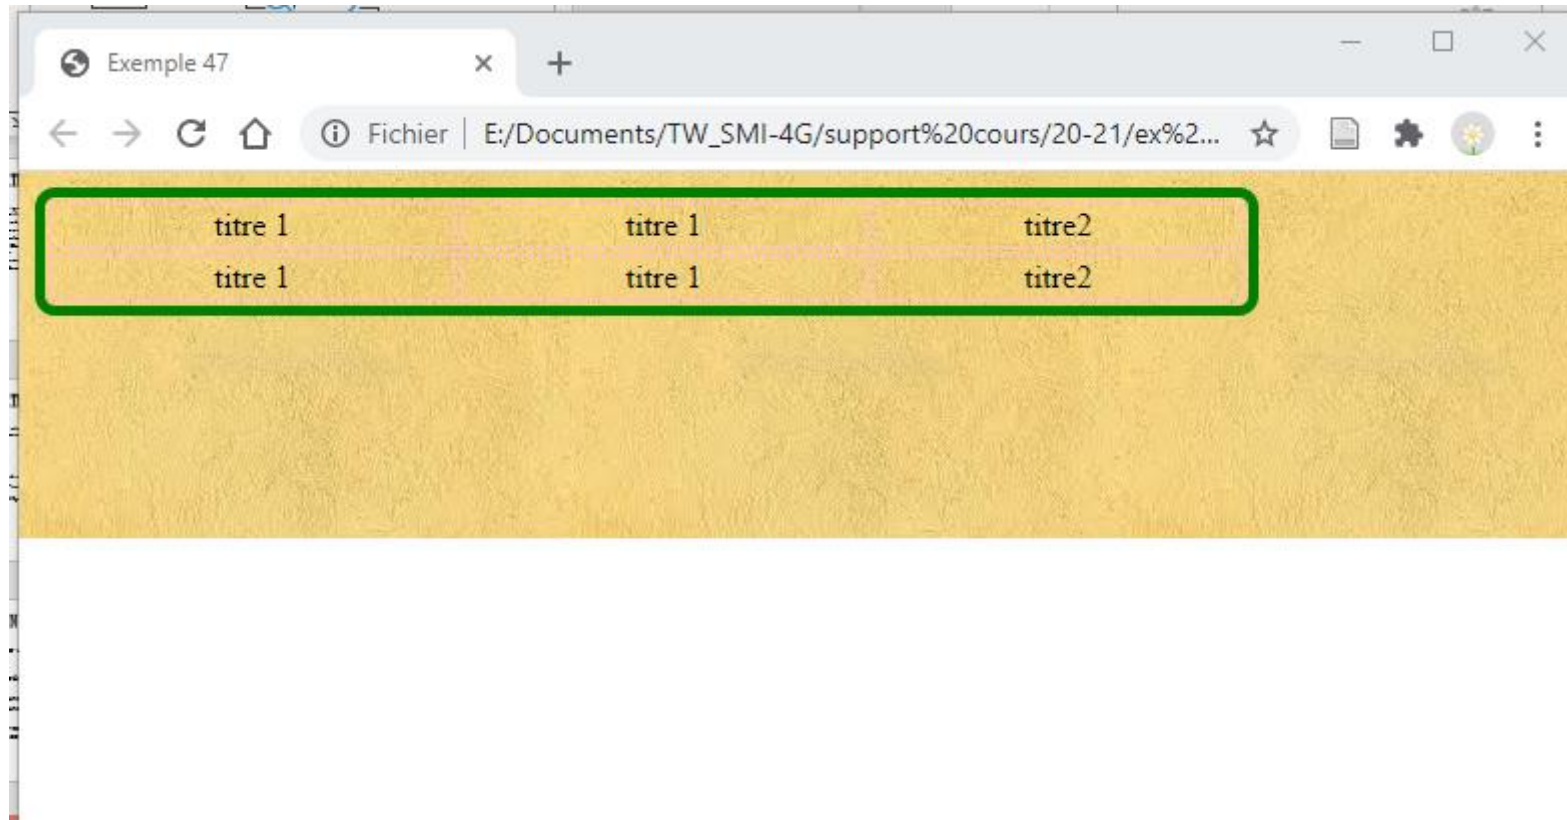 Exemple 47
Fichier | E:/Documents/TW_SMI-4G/support%20cours/20-21/ex%2...
titre 1 titre 1 titre2
titre 1 titre 1 titre2